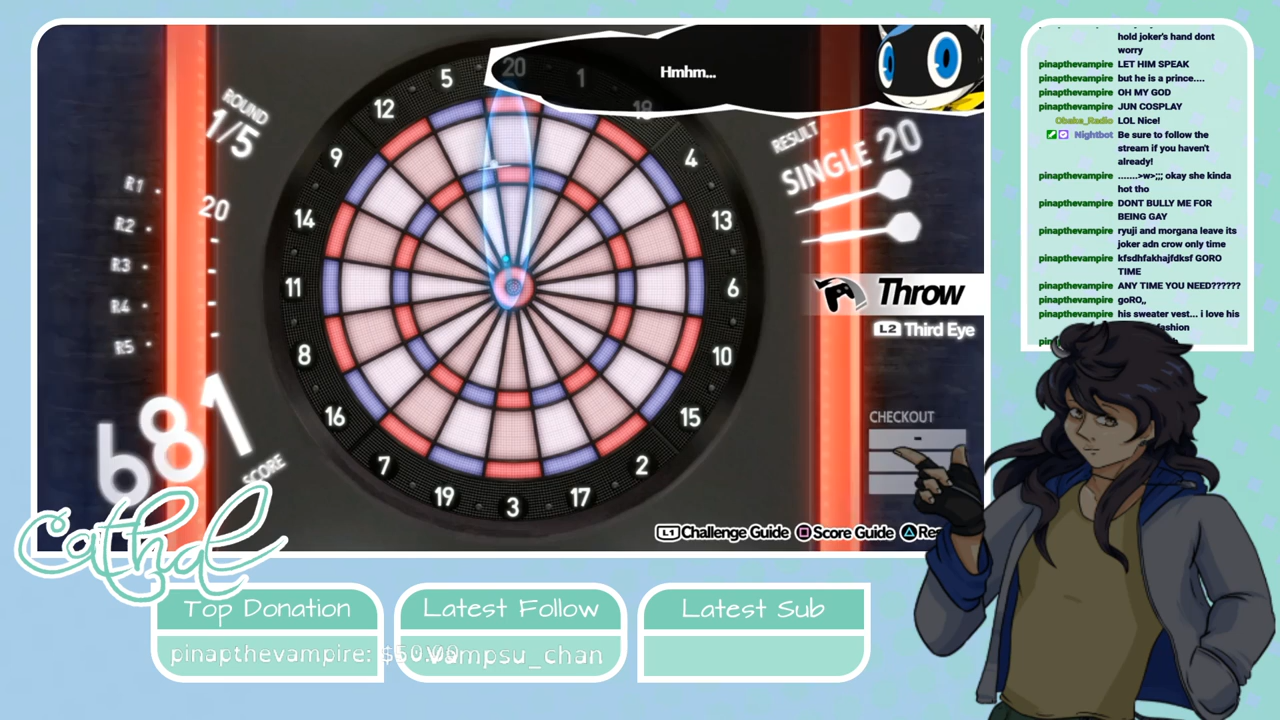 Hmhm...
ROUND
1/5
R1
R2
R3
R4
R5
20
681
SCORE
20
1
18
4
13
6
10
15
2
17
3
19
7
16
8
11
14
9
12
5
RESULT
SINGLE 20
Throw
L2 Third Eye
CHECKOUT
-
L1 Challenge Guide
Score Guide
hold joker's hand dont
worry
pinapthevampire LET HIM SPEAK
pinapthevampire but he is a prince....
pinapthevampire OH MY GOD
pinapthevampire JUN COSPLAY
Obaka_Radio LOL Nice!
Nightbot Be sure to follow the
stream if you haven't
already!
pinapthevampire .......>w>;;; okay she kinda
hot tho
pinapthevampire DONT BULLY ME FOR
BEING GAY
pinapthevampire ryuji and morgana leave its
joker adn crow only time
pinapthevampire kfsdhfakhajfdksf GORO
TIME
pinapthevampire ANY TIME YOU NEED??????
pinapthevampire goRO,,
pinapthevampire his sweater vest... i love his
fashion
Cathal
Top Donation
pinapthevampire: $50.00
Latest Follow
vampsu_chan
Latest Sub